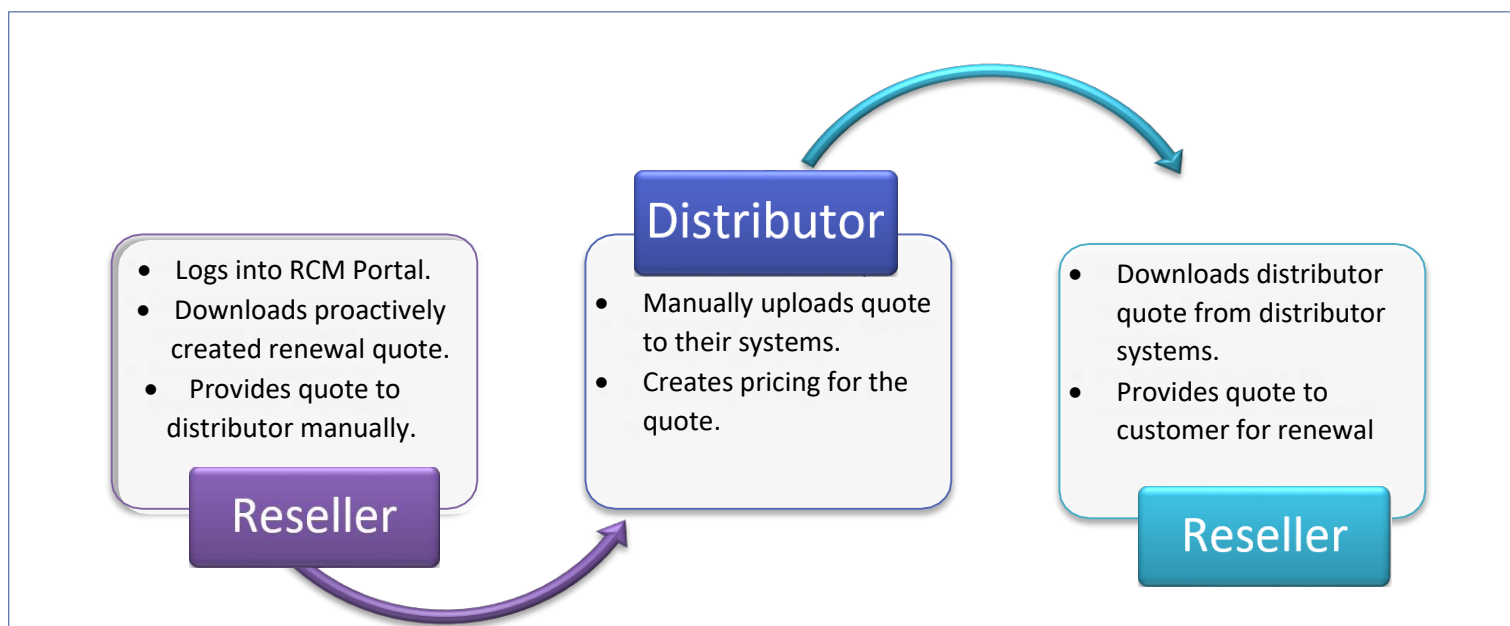 • Logs into RCM Portal.
• Downloads proactively
created renewal quote.
• Provides quote to
distributor manually.
Reseller
Distributor
• Manually uploads quote
to their systems.
• Creates pricing for the
quote.
• Downloads distributor
quote from distributor
systems.
• Provides quote to
customer for renewal
Reseller